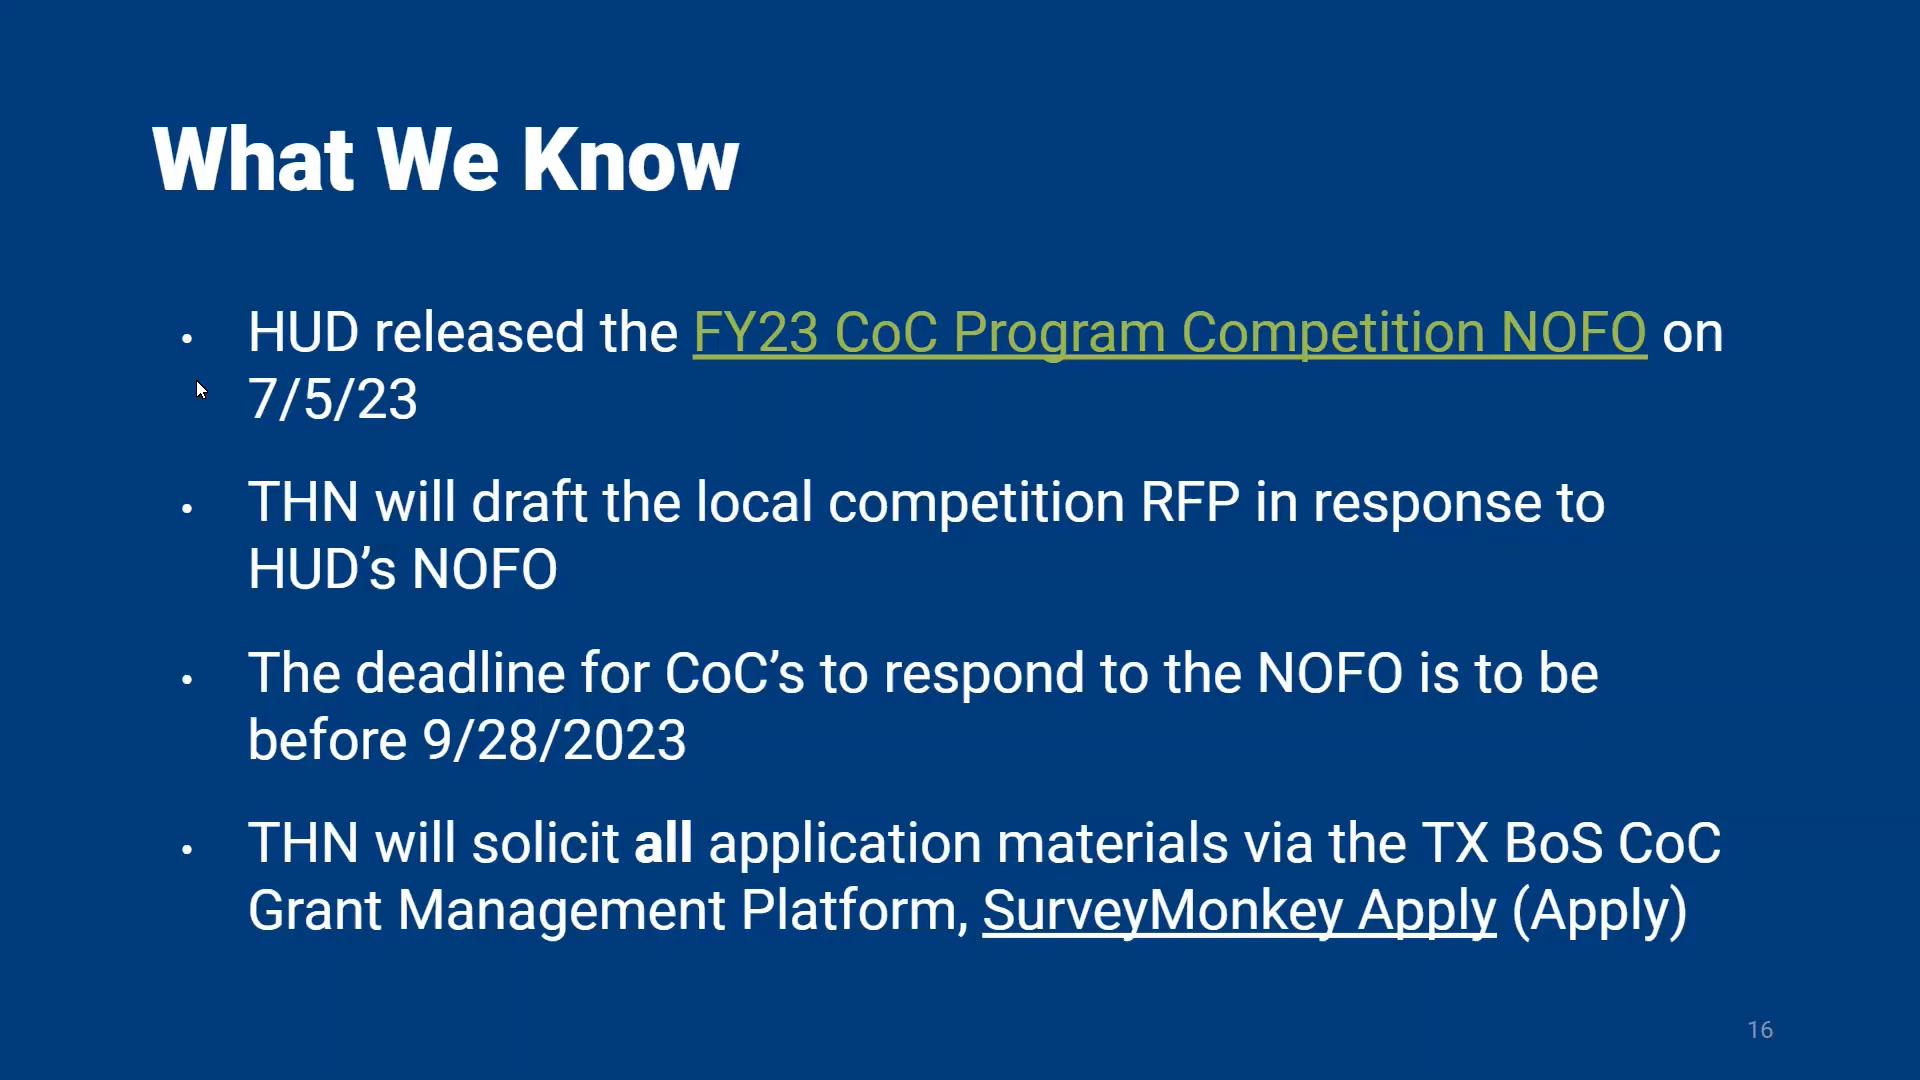 What We Know
• HUD released the FY23 CoC Program Competition NOFO on
7/5/23
• THN will draft the local competition RFP in response to
HUD’s NOFO
• The deadline for CoC’s to respond to the NOFO is to be
before 9/28/2023
• THN will solicit all application materials via the TX BoS CoC
Grant Management Platform, SurveyMonkey Apply (Apply)
16